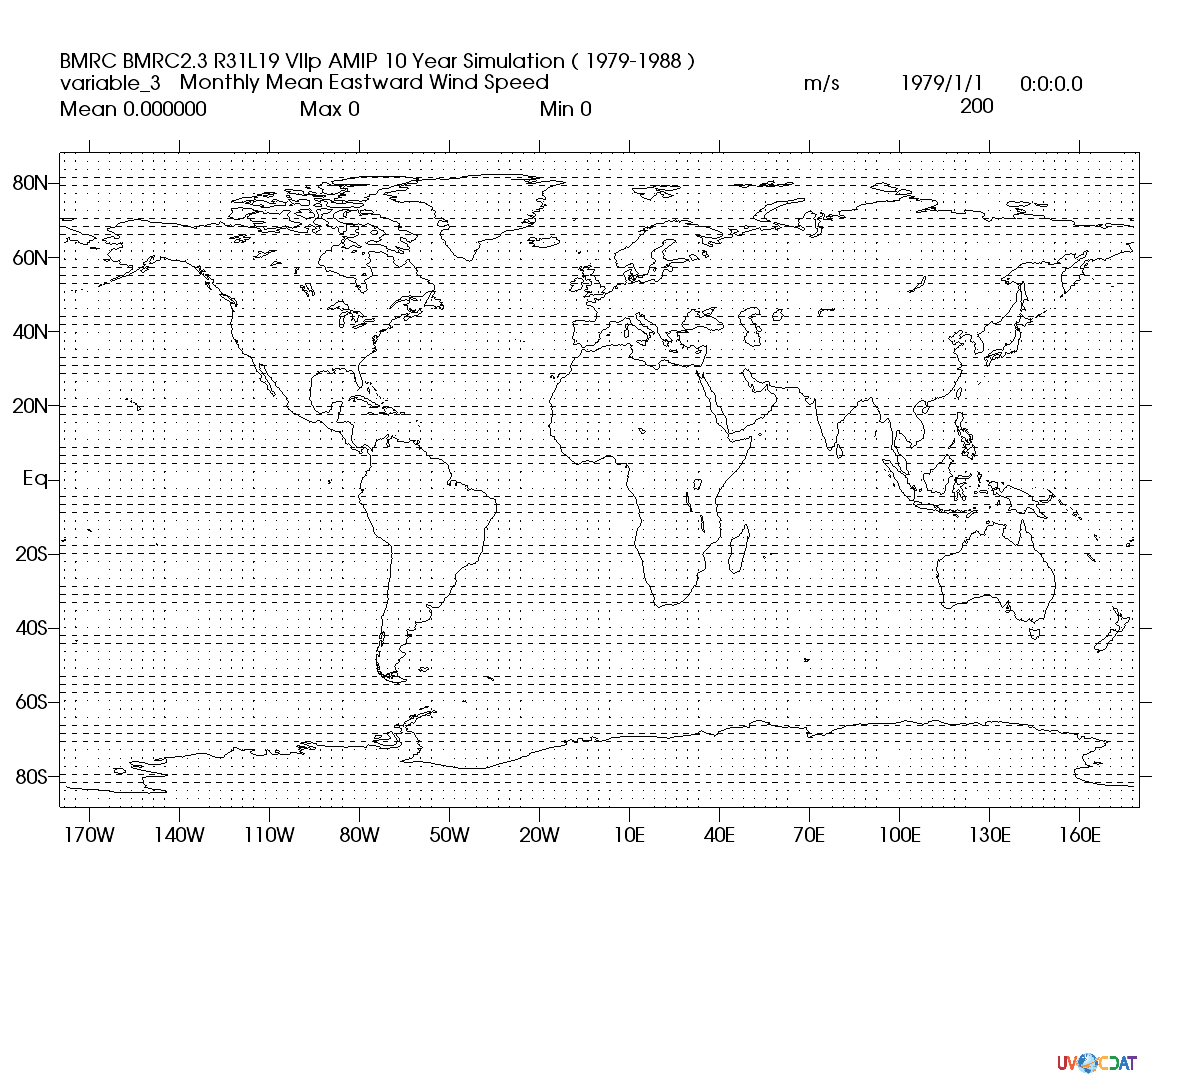 BMRC BMRC2.3 R31L19 VIIp AMIP 10 Year Simulation ( 1979-1988 )
variable_3 Monthly Mean Eastward Wind Speed m/s 1979/1/1 0:0:0.0
Mean 0.000000 Max 0 Min 0 200
80N
60N
40N
20N
Eq
20S
40S
60S
80S
170W 140W 110W 80W 50W 20W 10E 40E 70E 100E 130E 160E
UV CDAT